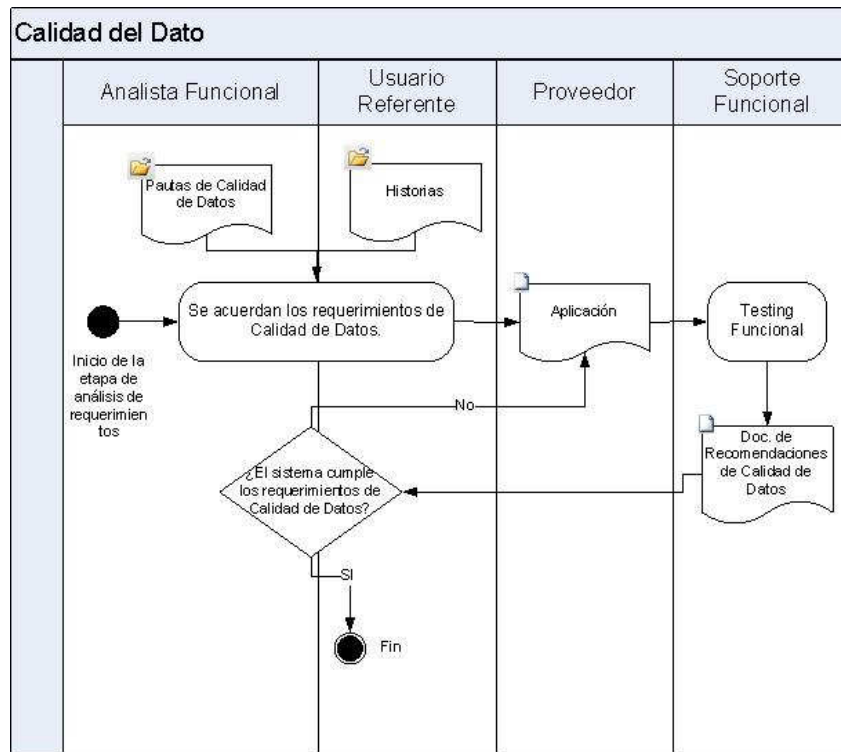 Calidad del Dato
Analista Funcional
Usuario
Referente
Proveedor
Soporte
Funcional
Pautas de Calidad
de Datos
Historias
Se acuerdan los requerimientos de
Calidad de Datos.
Aplicación
Testing
Funcional
Inicio de la
etapa de
análisis de
requerimien
tos
No
Doc. de
Recomendaciones
de Calidad de
Datos
¿El sistema cumple
los requerimientos de
Calidad de Datos?
SI
Fin